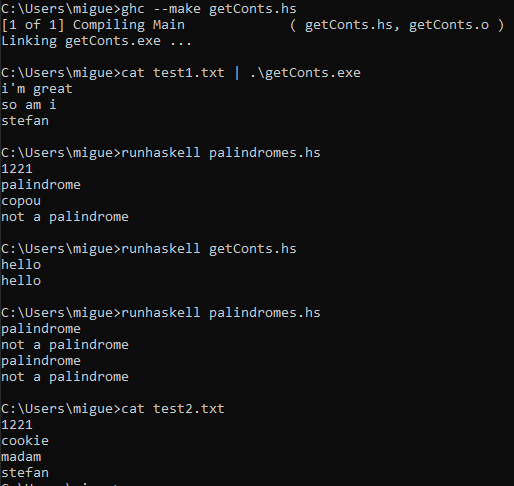 C:\Users\migue>ghc --make getConts.hs
[1 of 1] Compiling Main             ( getConts.hs, getConts.o )
Linking getConts.exe ...
C:\Users\migue>cat test1.txt | .\getConts.exe
i'm great
so am i
stefan
C:\Users\migue>runhaskell palindromes.hs
1221
palindrome
copou
not a palindrome
C:\Users\migue>runhaskell getConts.hs
hello
hello
C:\Users\migue>runhaskell palindromes.hs
palindrome
not a palindrome
palindrome
not a palindrome
C:\Users\migue>cat test2.txt
1221
cookie
madam
stefan